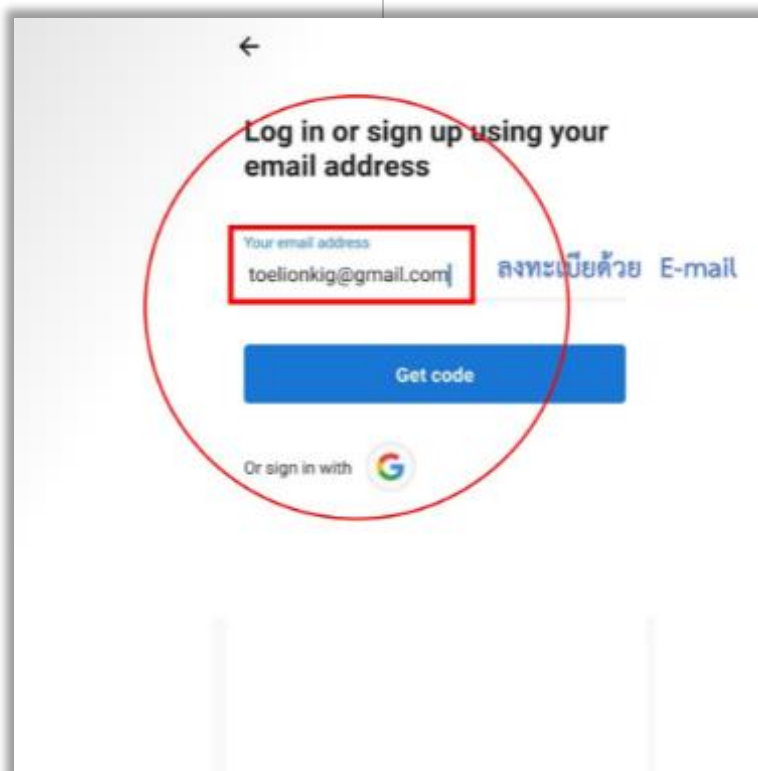 Log in or sign up using your
email address
Your email address
toelionkig@gmail.com
ลงทะเบียด้วย E-mail
Get code
Or sign in with